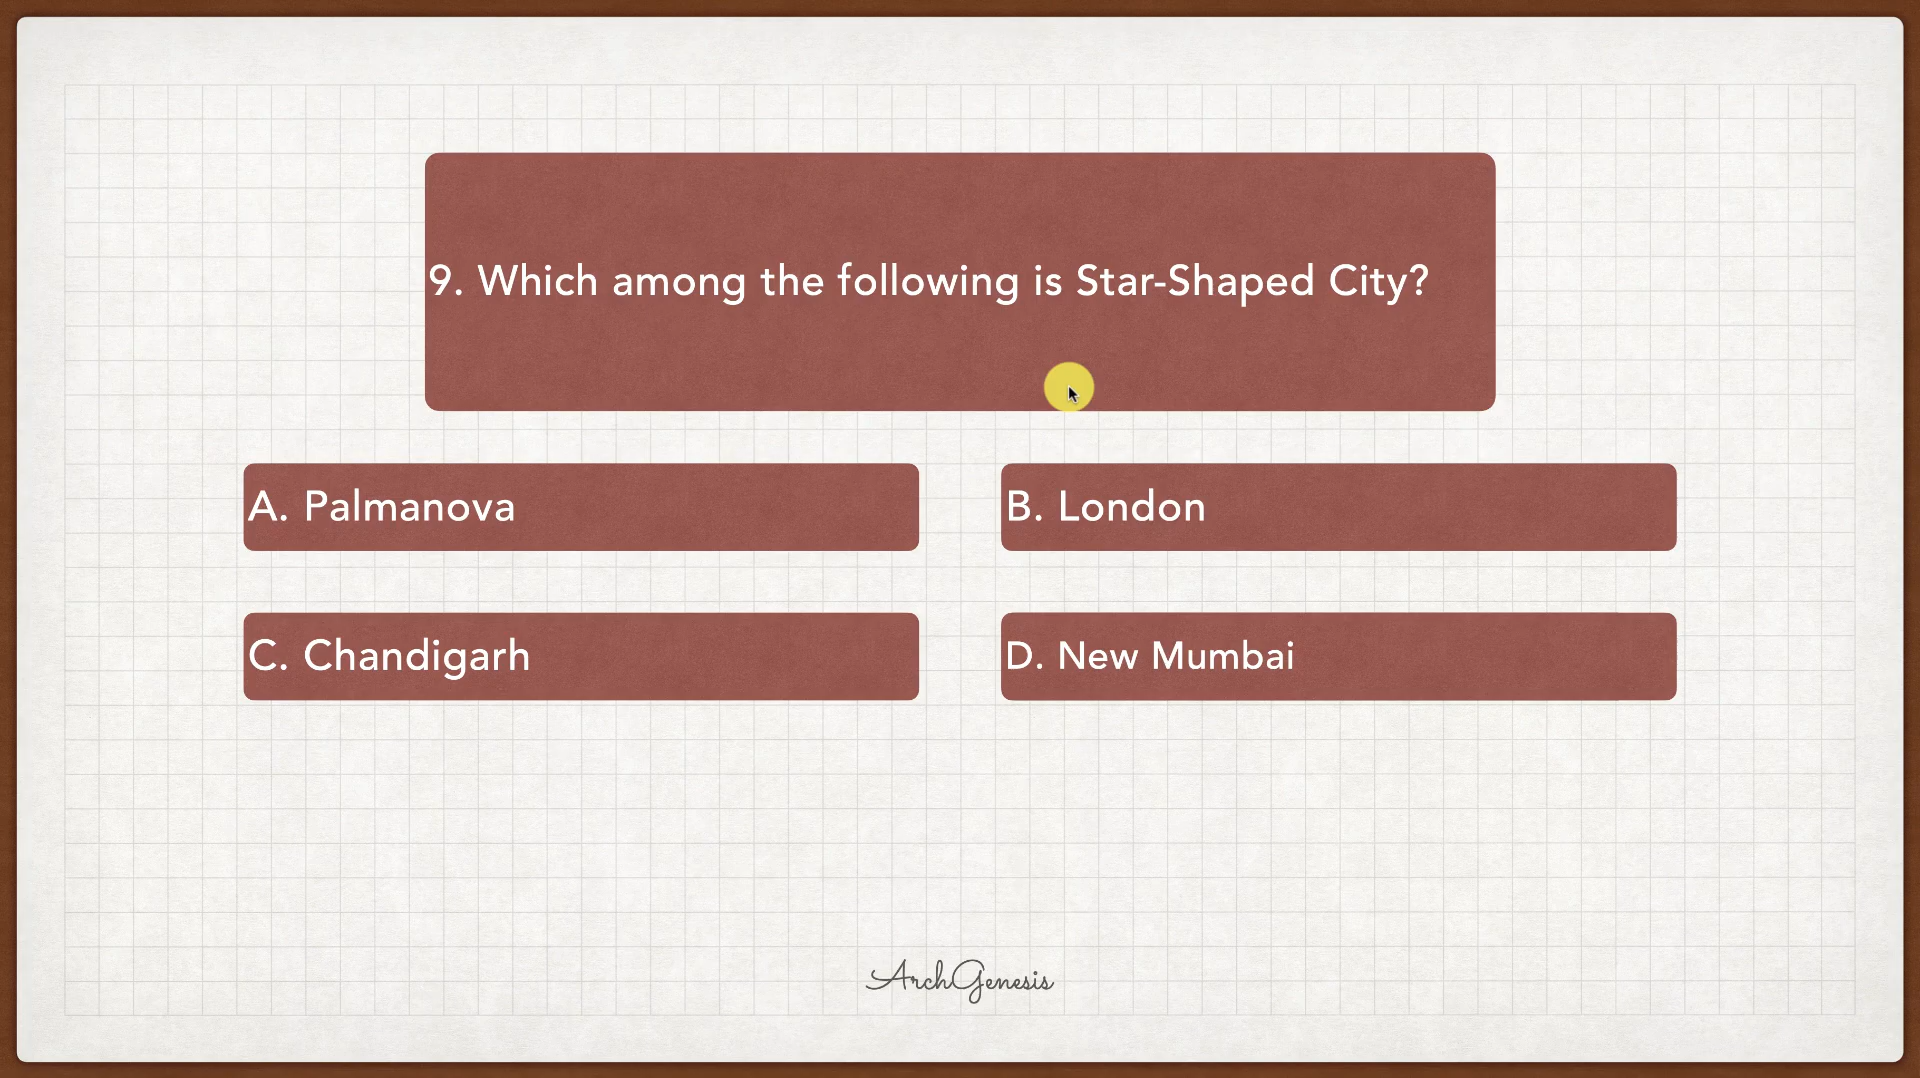 9. Which among the following is Star-Shaped City?
A. Palmanova
B. London
C. Chandigarh
D. New Mumbai
ArchGenesis